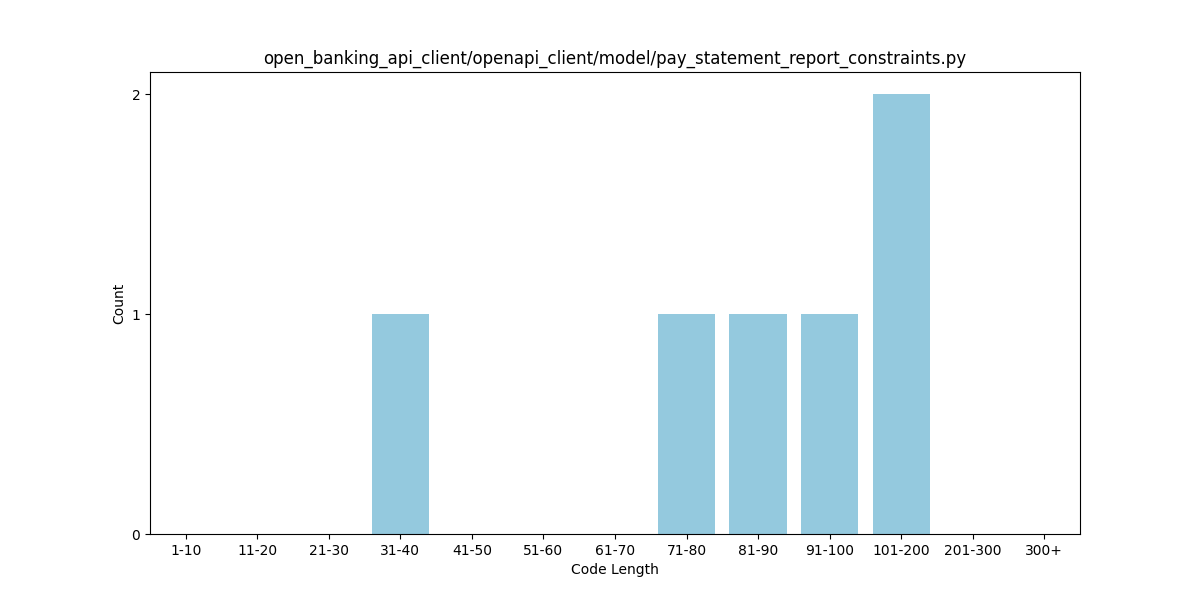 open_banking_api_client/openapi_client/model/pay_statement_report_constraints.py
2
1
0
Count
1-10 11-20 21-30 31-40 41-50 51-60 61-70 71-80 81-90 91-100 101-200 201-300 300+
Code Length